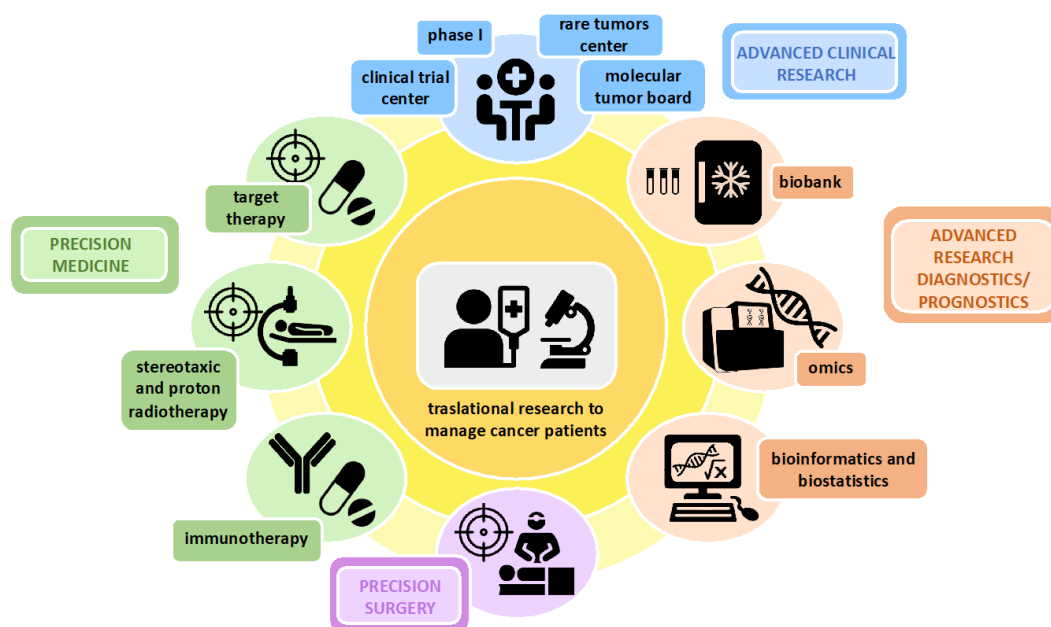 phase I
rare tumors
center
clinical trial
center
molecular
tumor board
ADVANCED CLINICAL
RESEARCH
target
therapy
biobank
PRECISION
MEDICINE
ADVANCED
RESEARCH
DIAGNOSTICS/
PROGNOSTICS
stereotaxic
and proton
radiotherapy
omics
traslational research to
manage cancer patients
bioinformatics and
biostatistics
√x
immunotherapy
PRECISION
SURGERY